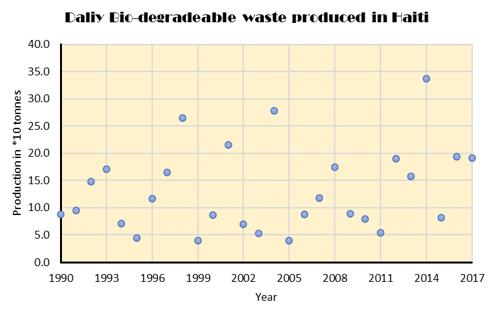 Daliy Bio-degradeable waste produced in Haiti
40.0
35.0
30.0
25.0
20.0
15.0
10.0
5.0
0.0
Production in *10 tonnes
1990 1993 1996 1999 2002 2005 2008 2011 2014 2017
Year